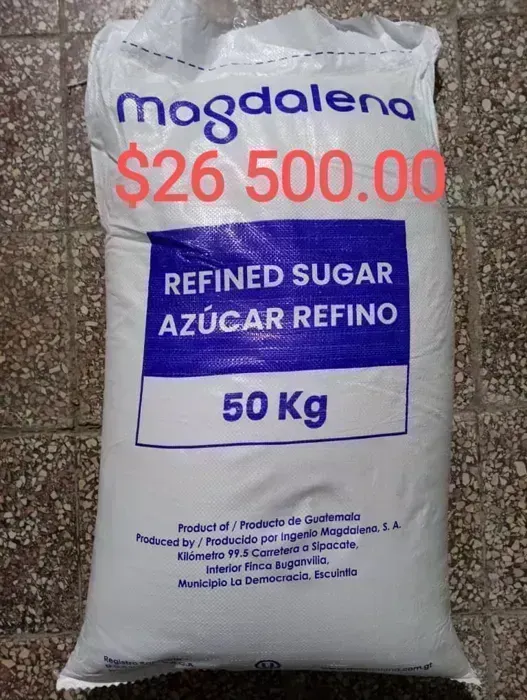 magdalena
$26 500.00
REFINED SUGAR
AZÚCAR REFINO
50 Kg
Product of / Producto de Guatemala
Produced by / Producido por Ingenio Magdalena, S. A.
Kilómetro 99.5 Carretera a Sipacate,
Interior Finca Buganvilia,
Municipio La Democracia, Escuintla